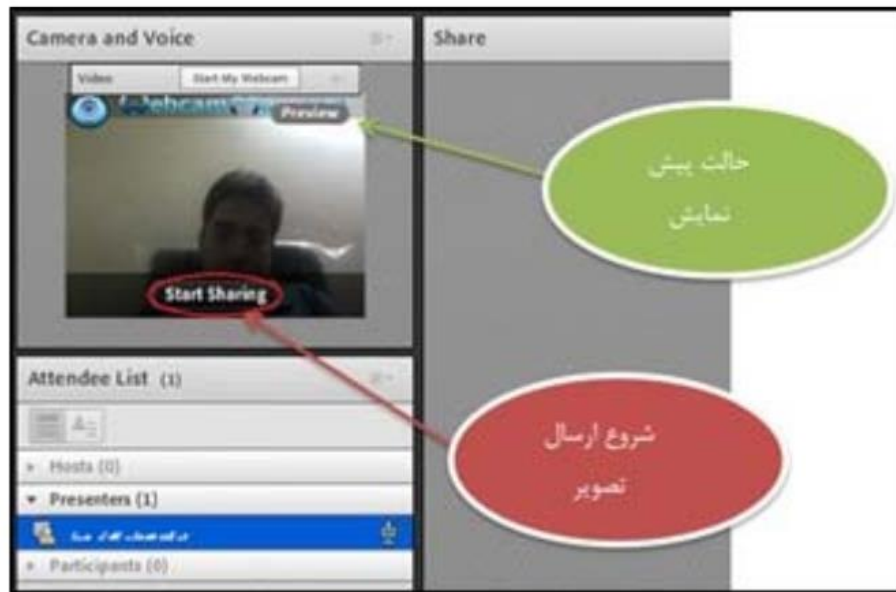 Camera and Voice
Share
Video
Start My Webcam
Webcam
Preview
حالت پیش
نمایش
Start Sharing
Attendee List (1)
شروع ارسال
تصویر
Hosts (0)
Presenters (1)
Participants (0)